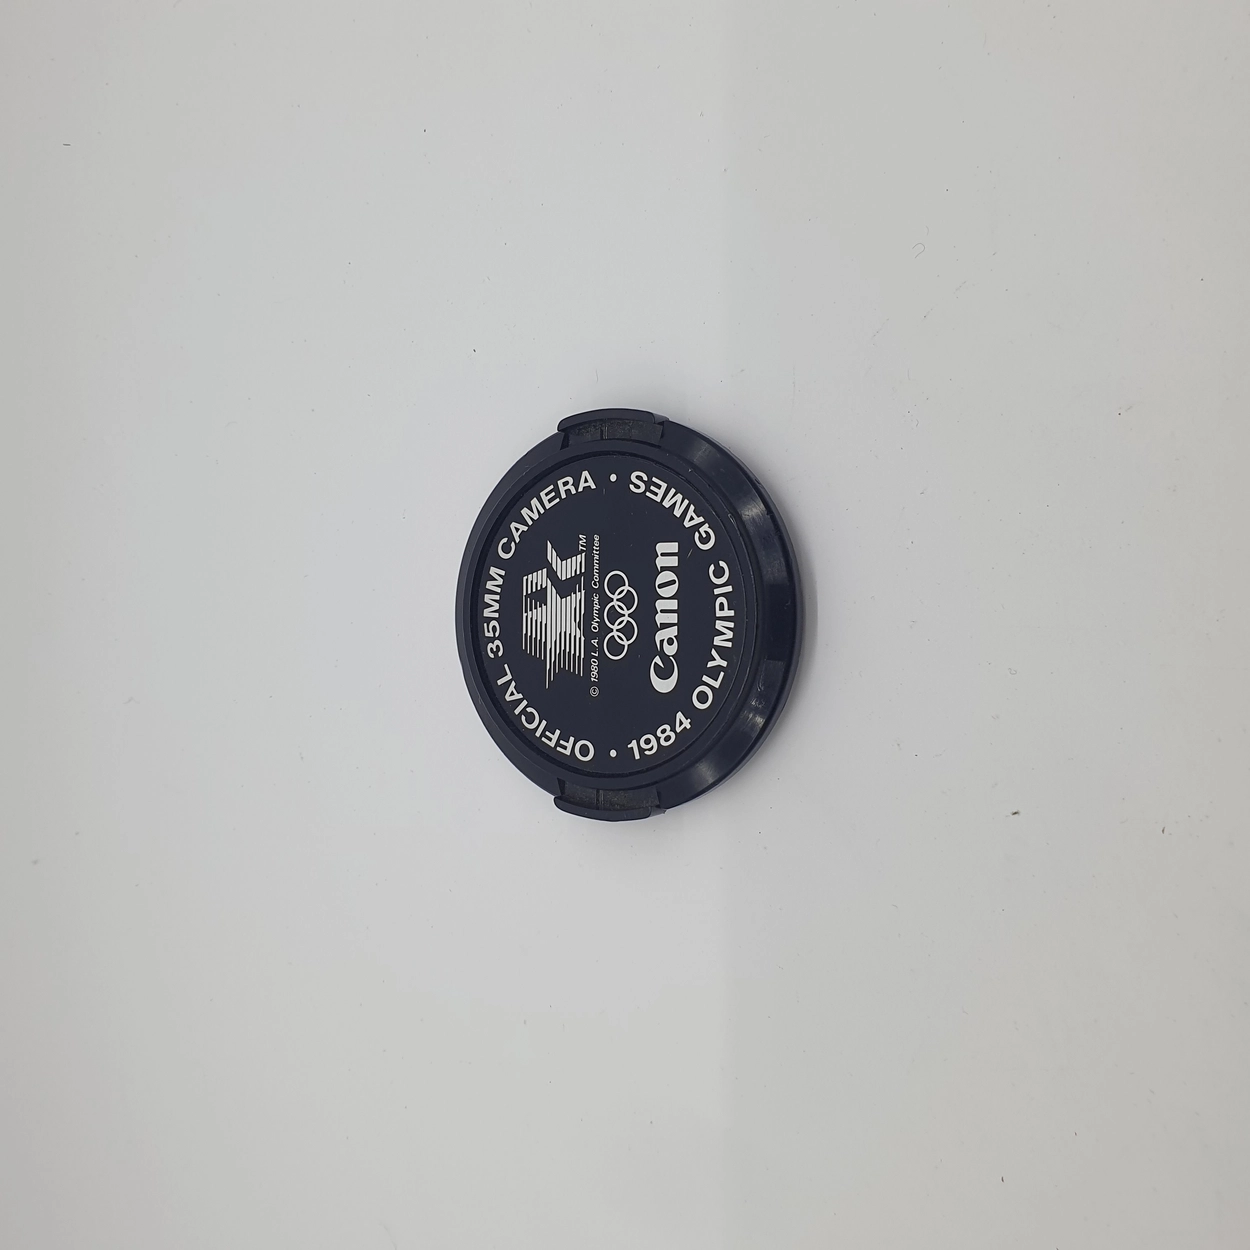 OFFICIAL 35MM CAMERA •
TM
© 1980 L.A. Olympic Committee
Canon
1984 OLYMPIC GAMES •